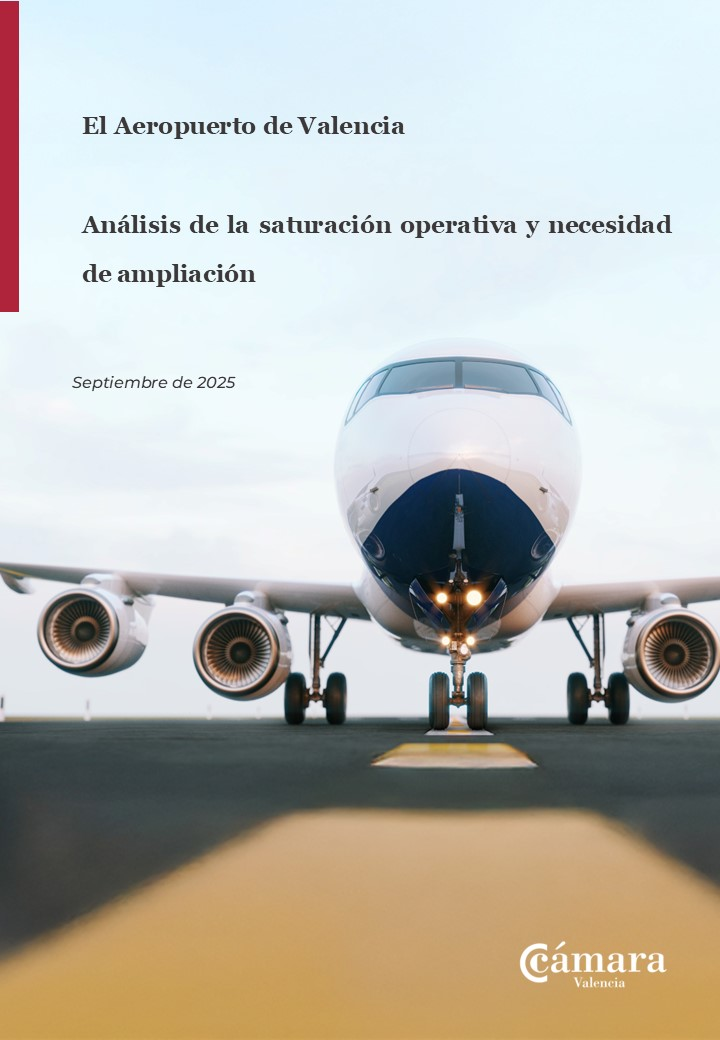 El Aeropuerto de Valencia
Análisis de la saturación operativa y necesidad
de ampliación
Septiembre de 2025
cámara
Valencia